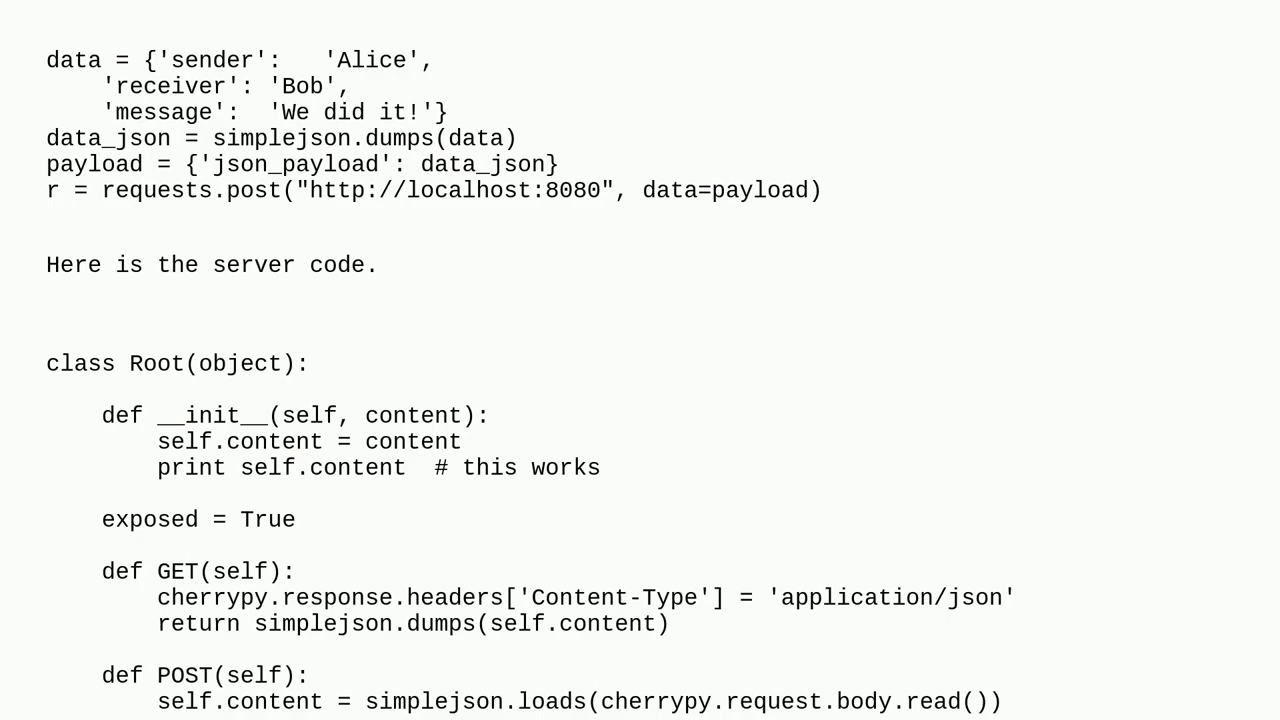 data = {'sender':   'Alice',
    'receiver': 'Bob',
    'message':  'We did it!'}
data_json = simplejson.dumps(data)
payload = {'json_payload': data_json}
r = requests.post("http://localhost:8080", data=payload)
Here is the server code.
class Root(object):
    def __init__(self, content):
        self.content = content
        print self.content  # this works
    exposed = True
    def GET(self):
        cherrypy.response.headers['Content-Type'] = 'application/json'
        return simplejson.dumps(self.content)
    def POST(self):
        self.content = simplejson.loads(cherrypy.request.body.read())